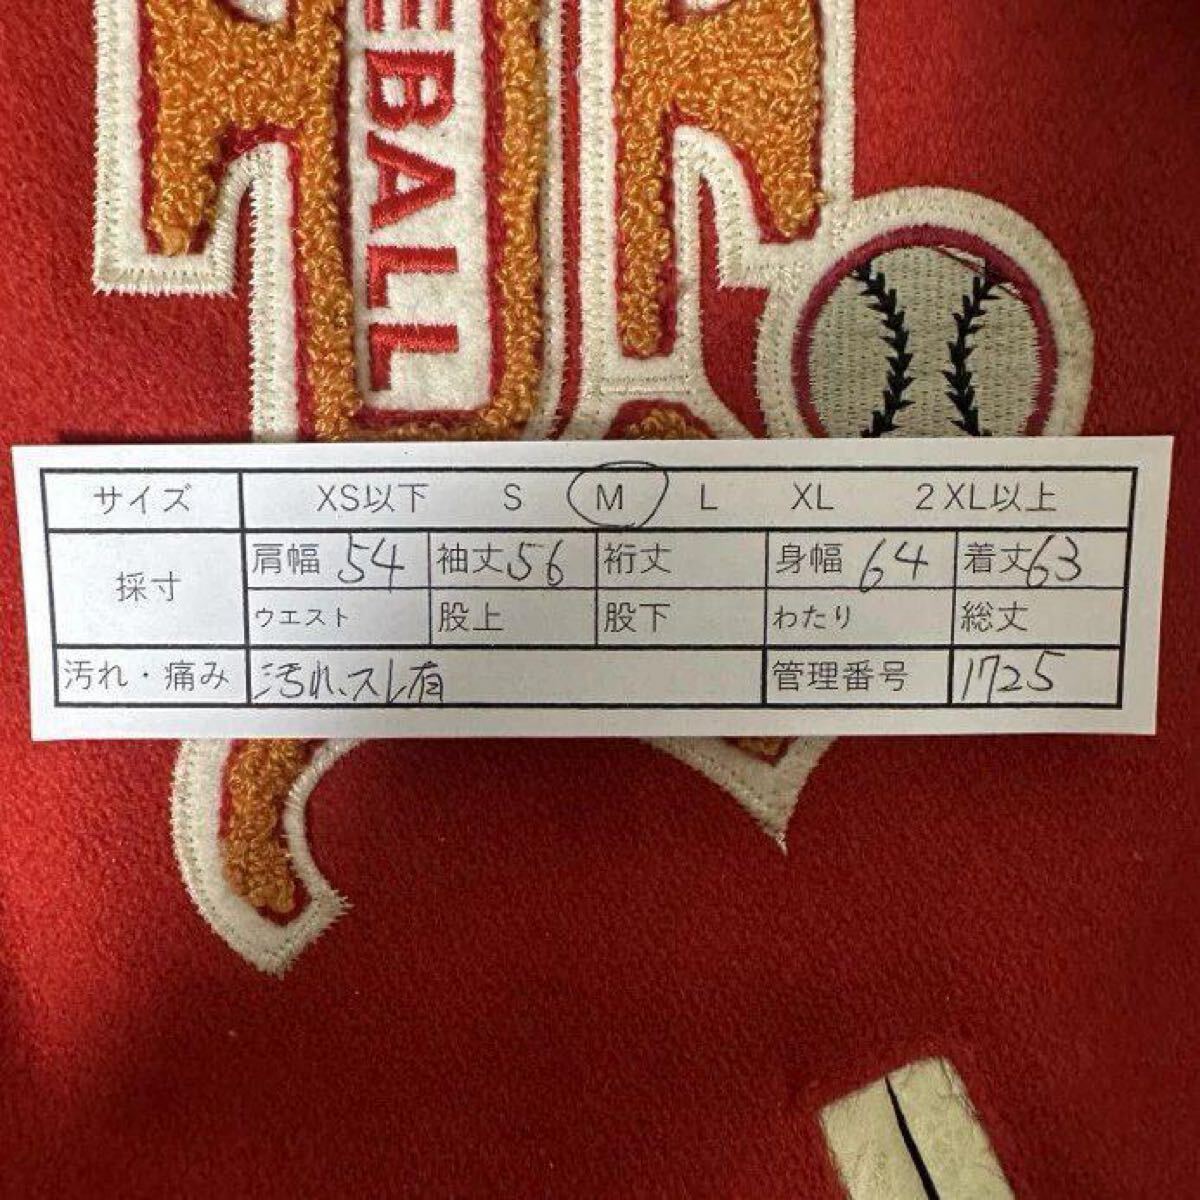 EBALL
サイズ XS以下 S M L XL 2XL以上
採寸 肩幅 54 袖丈 56 裄丈 身幅 64 着丈 63
ウエスト 股上 股下 わたり 総丈
汚れ・痛み 汚れ、スレ有 管理番号 1725